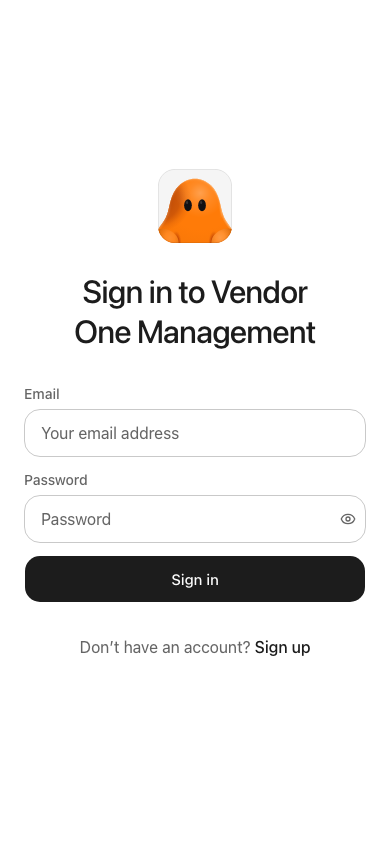 Sign in to Vendor
One Management
Email
Your email address
Password
Password
Sign in
Don’t have an account? Sign up